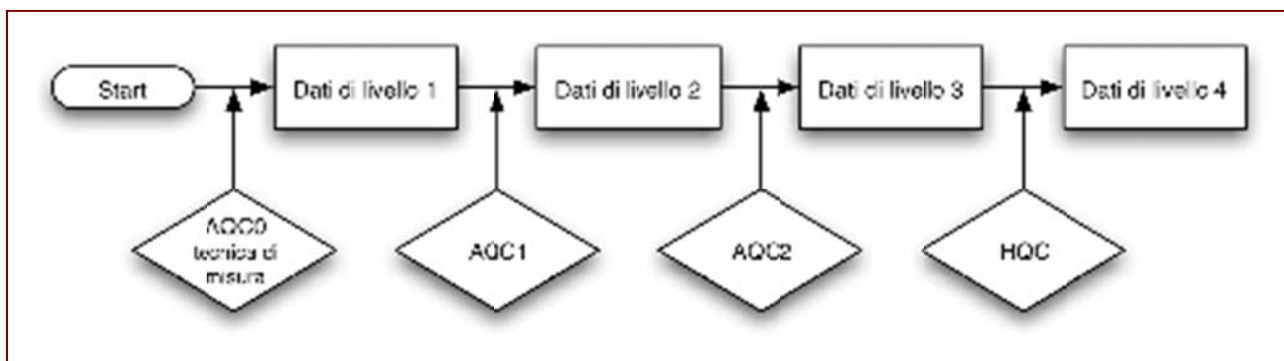 Start
Dati di livello 1
Dati di livello 2
Dati di livello 3
Dati di livello 4
AQC0
tecnica di
misura
AQC1
AQC2
HQC